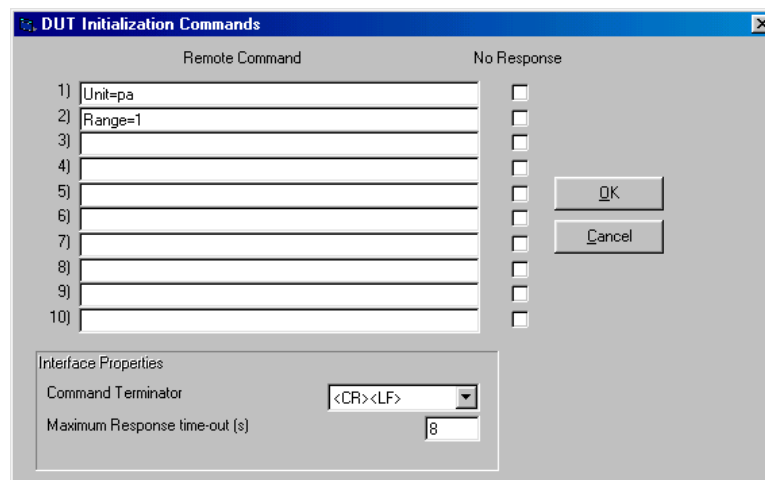 DUT Initialization Commands
Remote Command No Response
1) Unit=pa
2) Range=1
3)
4)
5)
6)
7)
8)
9)
10)
OK
Cancel
Interface Properties
Command Terminator <CR><LF>
Maximum Response time-out (s) 8